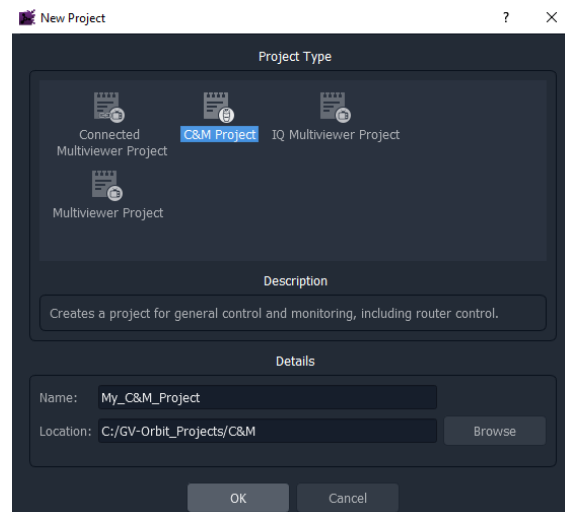 New Project
?
Project Type
Connected
Multiviewer Project
C&M Project
IQ Multiviewer Project
Multiviewer Project
Description
Creates a project for general control and monitoring, including router control.
Details
Name: My_C&M_Project
Location: C:/GV-Orbit_Projects/C&M Browse
OK Cancel